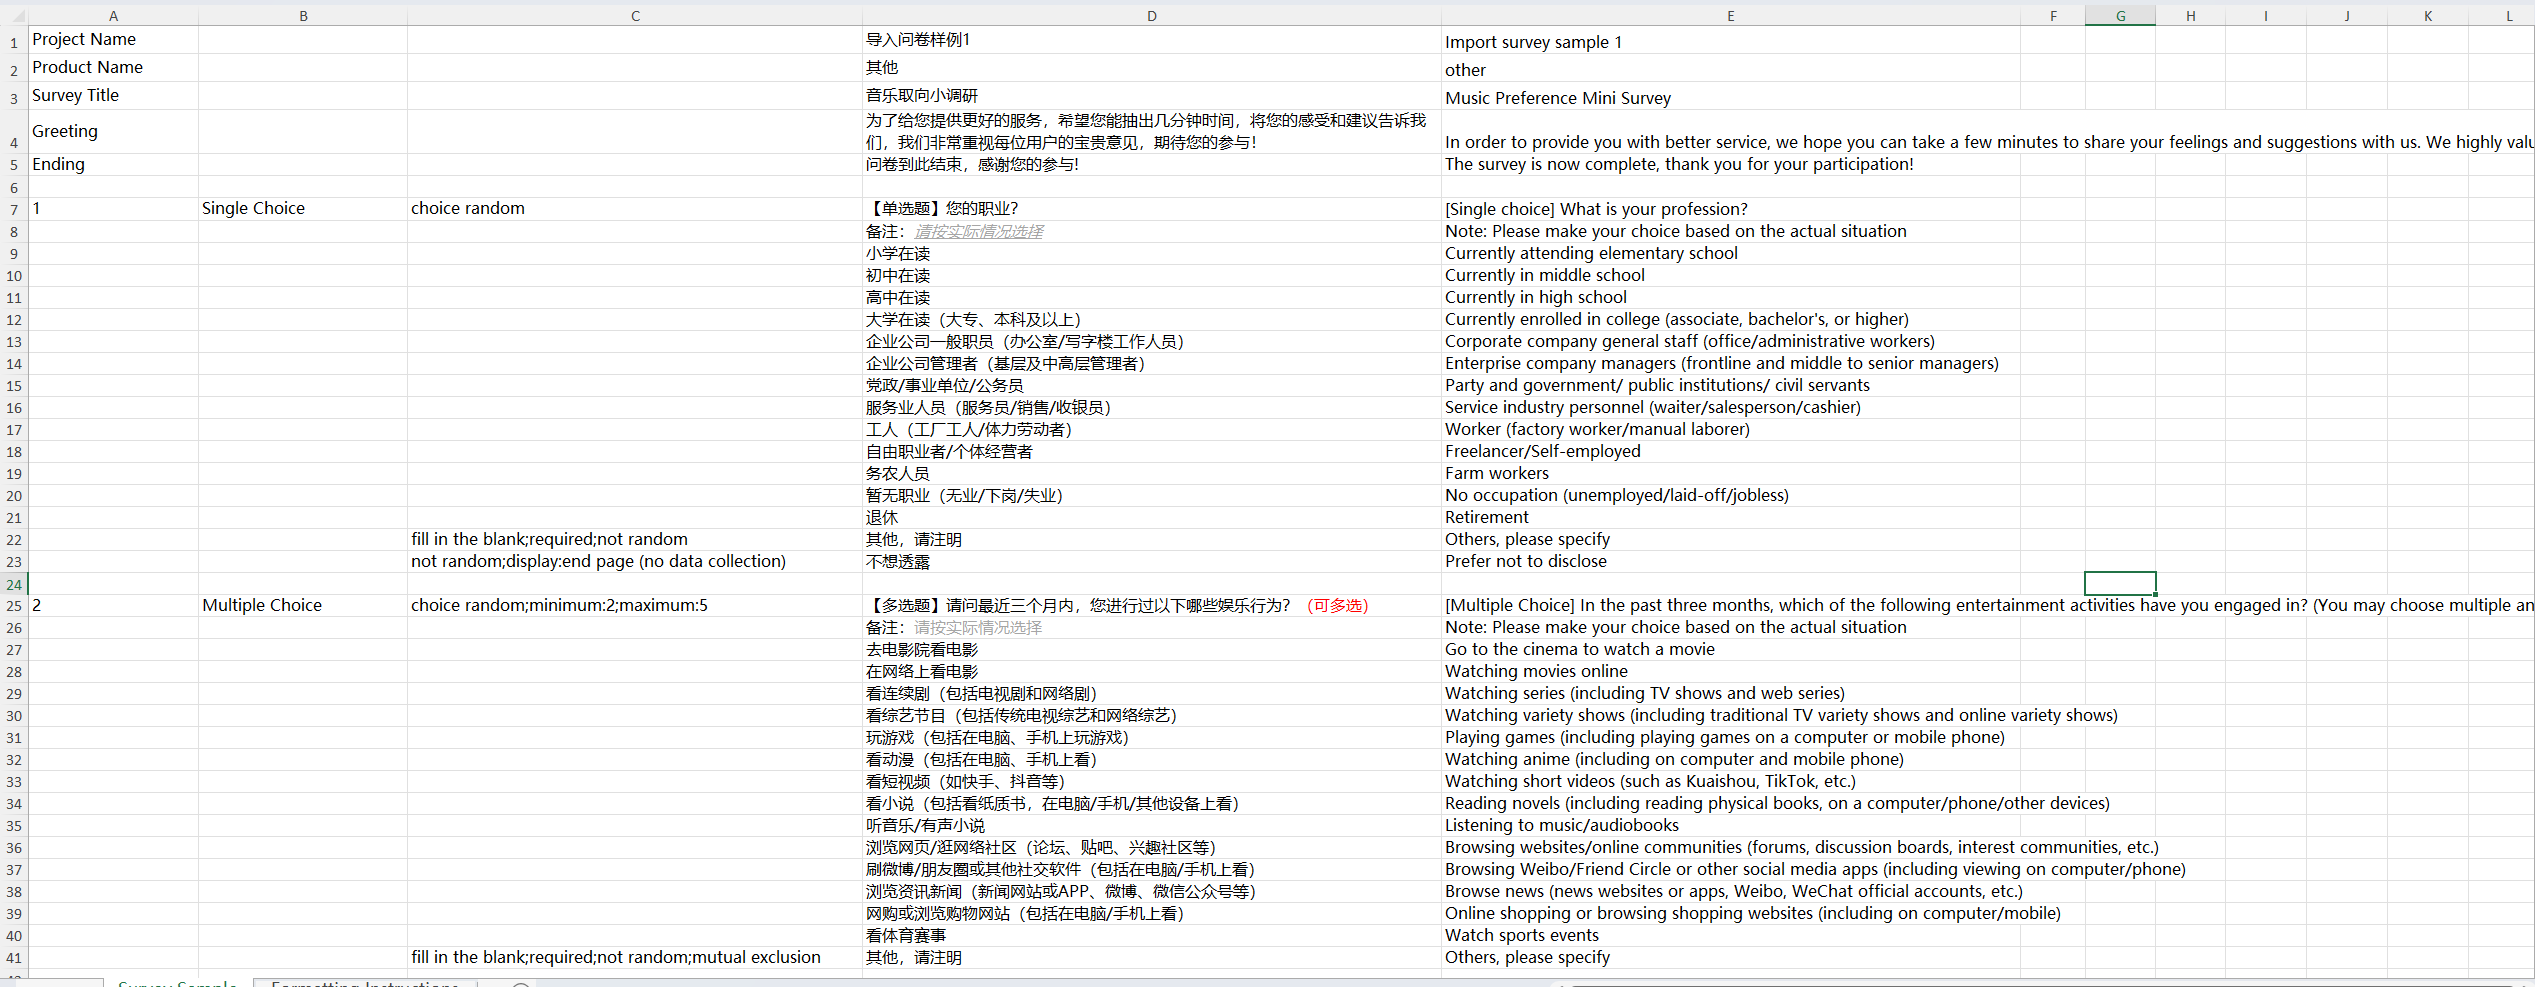 A B C D E F G H I J K L
1 Project Name 导入问卷样例1 Import survey sample 1
2 Product Name 其他 other
3 Survey Title 音乐取向小调研 Music Preference Mini Survey
4 Greeting 为了给您提供更好的服务，希望您能抽出几分钟时间，将您的感受和建议告诉我
们，我们非常重视每位用户的宝贵意见，期待您的参与! In order to provide you with better service, we hope you can take a few minutes to share your feelings and suggestions with us. We highly valu
5 Ending 问卷到此结束，感谢您的参与! The survey is now complete, thank you for your participation!
6
7 1 Single Choice choice random 【单选题】您的职业？ [Single choice] What is your profession?
8 备注：请按实际情况选择 Note: Please make your choice based on the actual situation
9 小学在读 Currently attending elementary school
10 初中在读 Currently in middle school
11 高中在读 Currently in high school
12 大学在读（大专、本科及以上） Currently enrolled in college (associate, bachelor's, or higher)
13 企业公司一般职员（办公室/写字楼工作人员） Corporate company general staff (office/administrative workers)
14 企业公司管理者（基层及中高层管理者） Enterprise company managers (frontline and middle to senior managers)
15 党政/事业单位/公务员 Party and government/ public institutions/ civil servants
16 服务业人员（服务员/销售/收银员） Service industry personnel (waiter/salesperson/cashier)
17 工人（工厂工人/体力劳动者） Worker (factory worker/manual laborer)
18 自由职业者/个体经营者 Freelancer/Self-employed
19 务农人员 Farm workers
20 暂无职业（无业/下岗/失业） No occupation (unemployed/laid-off/jobless)
21 退休 Retirement
22 fill in the blank;required;not random 其他，请注明 Others, please specify
23 not random;display:end page (no data collection) 不想透露 Prefer not to disclose
24
25 2 Multiple Choice choice random;minimum:2;maximum:5 【多选题】请问最近三个月内，您进行过以下哪些娱乐行为？（可多选） [Multiple Choice] In the past three months, which of the following entertainment activities have you engaged in? (You may choose multiple an
26 备注：请按实际情况选择 Note: Please make your choice based on the actual situation
27 去电影院看电影 Go to the cinema to watch a movie
28 在网络上看电影 Watching movies online
29 看连续剧（包括电视剧和网络剧） Watching series (including TV shows and web series)
30 看综艺节目（包括传统电视综艺和网络综艺） Watching variety shows (including traditional TV variety shows and online variety shows)
31 玩游戏（包括在电脑、手机上玩游戏） Playing games (including playing games on a computer or mobile phone)
32 看动漫（包括在电脑、手机上看） Watching anime (including on computer and mobile phone)
33 看短视频（如快手、抖音等） Watching short videos (such as Kuaishou, TikTok, etc.)
34 看小说（包括看纸质书，在电脑/手机/其他设备上看） Reading novels (including reading physical books, on a computer/phone/other devices)
35 听音乐/有声小说 Listening to music/audiobooks
36 浏览网页/逛网络社区（论坛、贴吧、兴趣社区等） Browsing websites/online communities (forums, discussion boards, interest communities, etc.)
37 刷微博/朋友圈或其他社交软件（包括在电脑/手机上看） Browsing Weibo/Friend Circle or other social media apps (including viewing on computer/phone)
38 浏览资讯新闻（新闻网站或APP、微博、微信公众号等） Browse news (news websites or apps, Weibo, WeChat official accounts, etc.)
39 网购或浏览购物网站（包括在电脑/手机上看） Online shopping or browsing shopping websites (including on computer/mobile)
40 看体育赛事 Watch sports events
41 fill in the blank;required;not random;mutual exclusion 其他，请注明 Others, please specify
Survey Sample Formatting Instructions